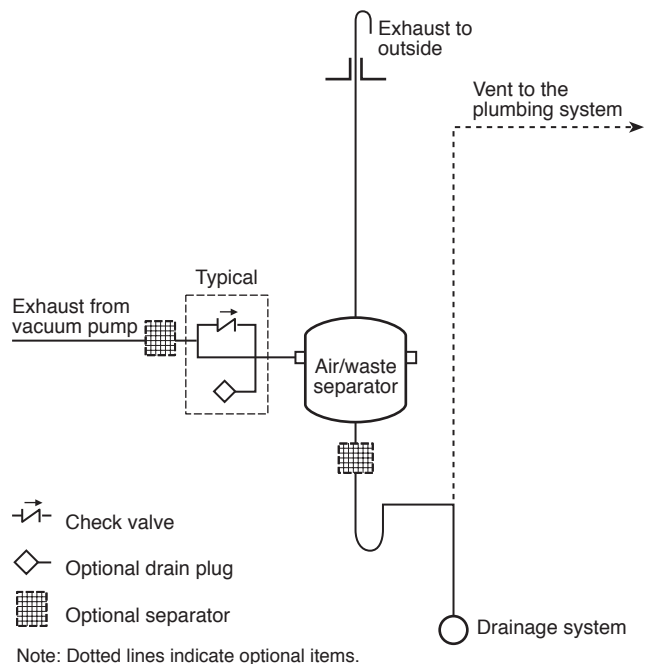 Exhaust to
outside
Vent to the
plumbing system
Typical
Exhaust from
vacuum pump
Air/waste
separator
Check valve
Optional drain plug
Optional separator
Drainage system
Note: Dotted lines indicate optional items.